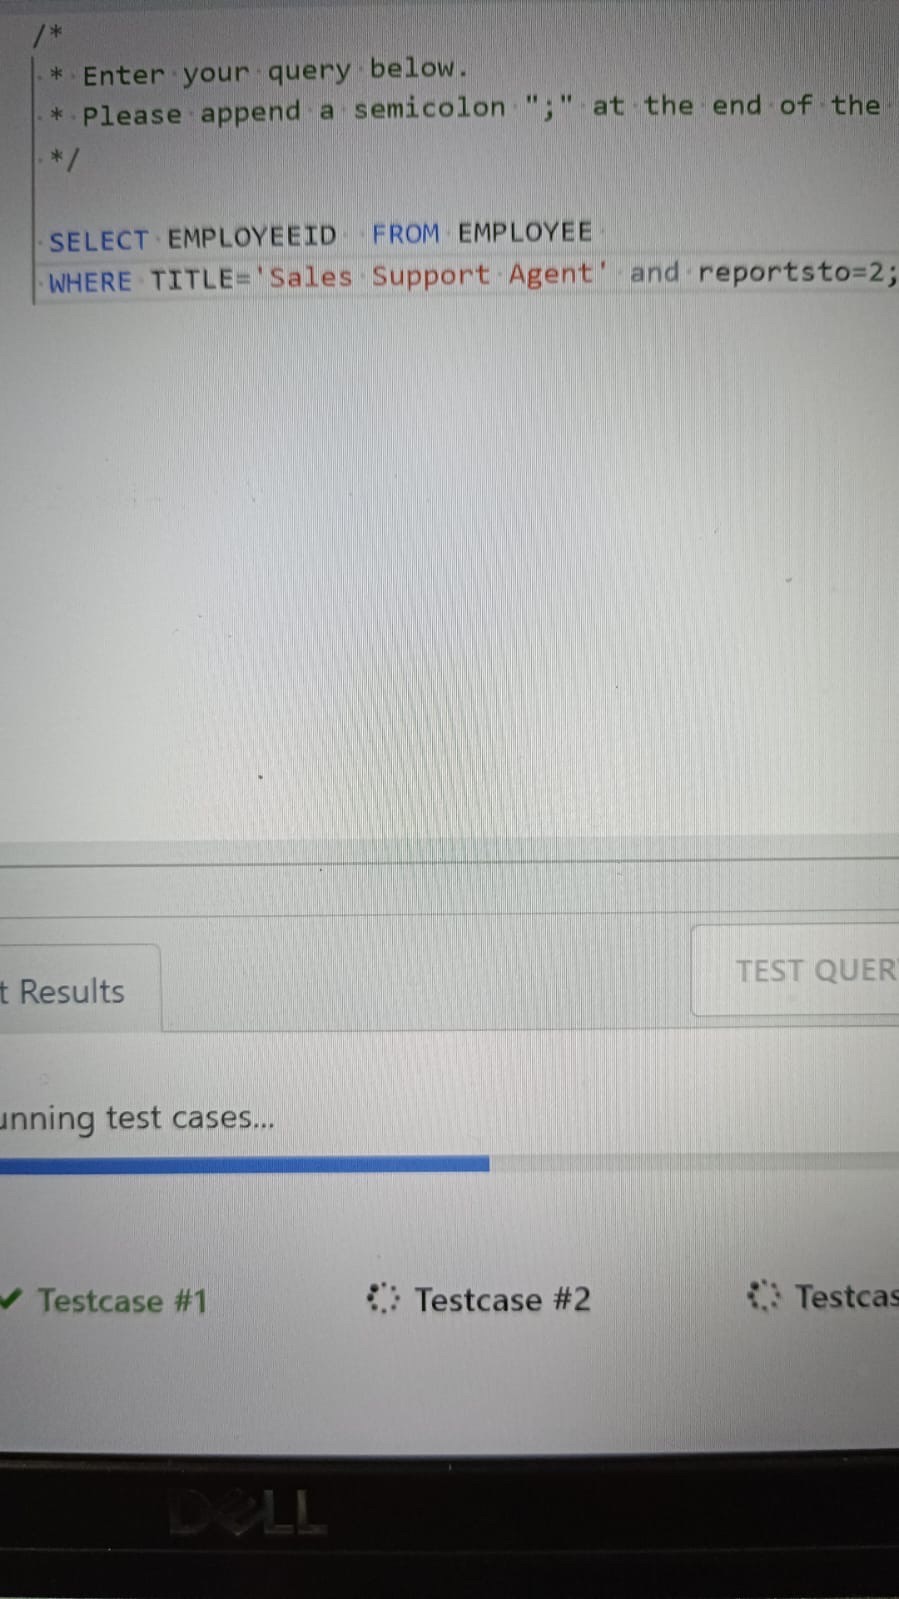 /*
* Enter your query below.
* Please append a semicolon ";" at the end of the
*/
SELECT EMPLOYEEID FROM EMPLOYEE
WHERE TITLE='Sales Support Agent' and reportsto=2;
t Results
TEST QUER
unning test cases...
Testcase #1
Testcase #2
Testcas
DELL